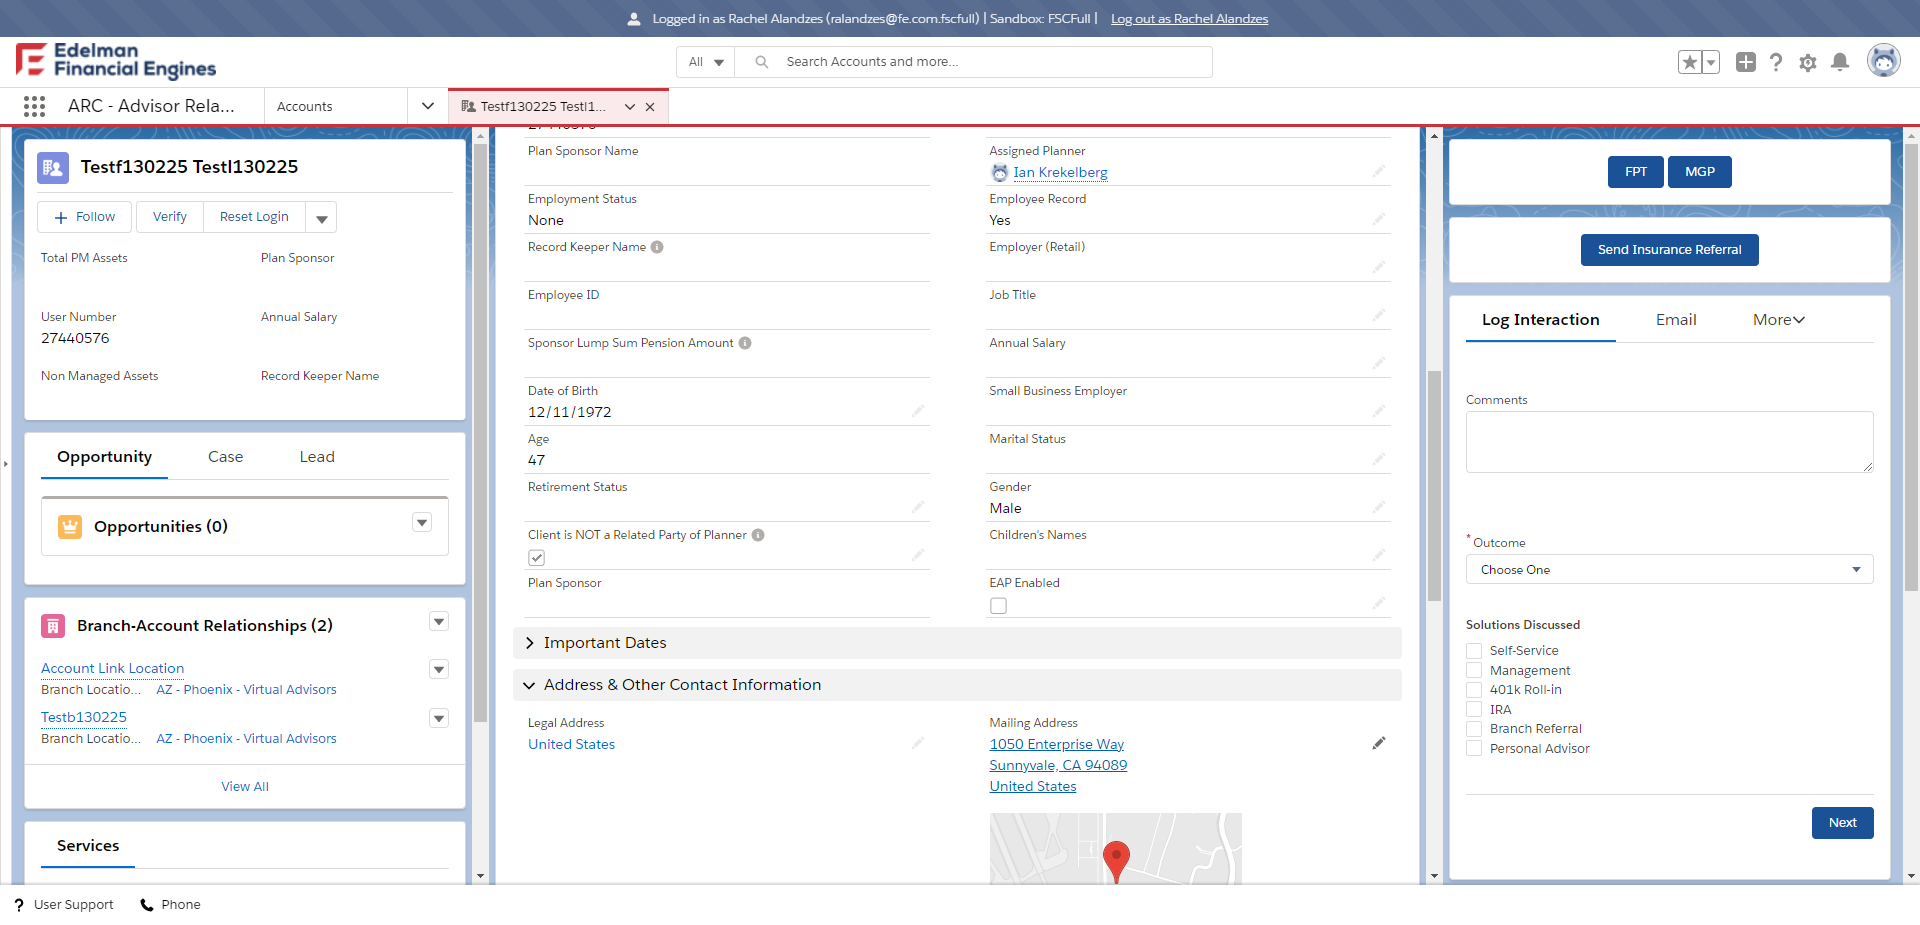 Logged in as Rachel Alandzes (ralandzes@fe.com.fscfull) | Sandbox: FSCFull | Log out as Rachel Alandzes
Edelman
Financial Engines
All
Search Accounts and more...
ARC - Advisor Rela...
Accounts
Testf130225 Testl1...
Testf130225 Testl130225
+ Follow
Verify
Reset Login
Total PM Assets
Plan Sponsor
User Number
27440576
Annual Salary
Non Managed Assets
Record Keeper Name
Opportunity
Case
Lead
Opportunities (0)
Branch-Account Relationships (2)
Account Link Location
Branch Locatio... AZ - Phoenix - Virtual Advisors
Testb130225
Branch Locatio... AZ - Phoenix - Virtual Advisors
View All
Services
27440576
Plan Sponsor Name
Assigned Planner
Ian Krekelberg
Employment Status
None
Employee Record
Yes
Record Keeper Name
Employer (Retail)
Employee ID
Job Title
Sponsor Lump Sum Pension Amount
Annual Salary
Date of Birth
12/11/1972
Small Business Employer
Age
47
Marital Status
Retirement Status
Gender
Male
Client is NOT a Related Party of Planner
Children's Names
Plan Sponsor
EAP Enabled
Important Dates
Address & Other Contact Information
Legal Address
United States
Mailing Address
1050 Enterprise Way
Sunnyvale, CA 94089
United States
FPT
MGP
Send Insurance Referral
Log Interaction
Email
More
Comments
* Outcome
Choose One
Solutions Discussed
Self-Service
Management
401k Roll-in
IRA
Branch Referral
Personal Advisor
Next
? User Support
Phone